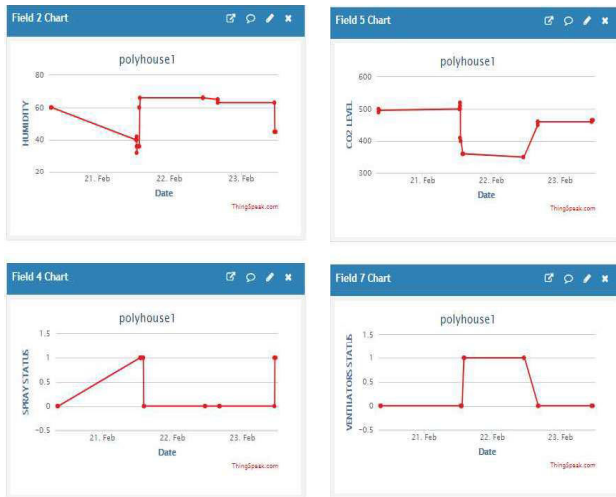 Field 2 Chart
polyhouse1
HUMIDITY
80
60
40
20
21. Feb 22. Feb 23. Feb
Date
ThingSpeak.com
Field 5 Chart
polyhouse1
CO2 LEVEL
600
500
400
300
21. Feb 22. Feb 23. Feb
Date
ThingSpeak.com
Field 4 Chart
polyhouse1
SPRAY STATUS
1.5
1
0.5
0
-0.5
21. Feb 22. Feb 23. Feb
Date
ThingSpeak.com
Field 7 Chart
polyhouse1
VENTILATORS STATUS
1.5
1
0.5
0
-0.5
21. Feb 22. Feb 23. Feb
Date
ThingSpeak.com